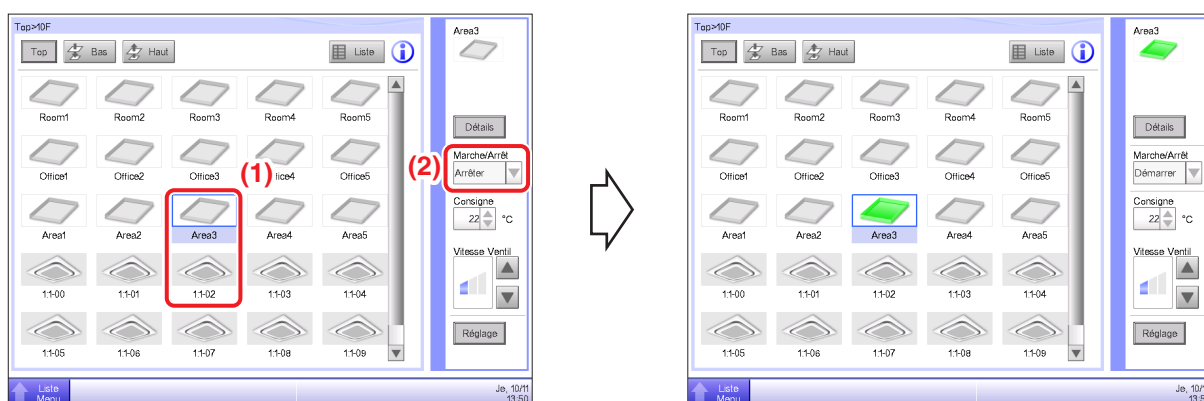 Top>10F
Top Bas Haut Liste
Room1 Room2 Room3 Room4 Room5
Office1 Office2 Office3 Office5
(1)
Area1 Area2 Area3 Area4 Area5
1:1-00 1:1-01 1:1-02 1:1-03 1:1-04
1:1-05 1:1-06 1:1-07 1:1-08 1:1-09
Area3
Détails
Marche/Arrêt
(2)
Arrêter
Consigne
22 °C
Vitesse Ventil
Réglage
Liste
Menu
Je, 10/11
13:50
Top>10F
Top Bas Haut Liste
Room1 Room2 Room3 Room4 Room5
Office1 Office2 Office3 Office4 Office5
Area1 Area2 Area3 Area4 Area5
1:1-00 1:1-01 1:1-02 1:1-03 1:1-04
1:1-05 1:1-06 1:1-07 1:1-08 1:1-09
Area3
Détails
Marche/Arrêt
Démarrer
Consigne
22 °C
Vitesse Ventil
Réglage
Liste
Menu
Je,